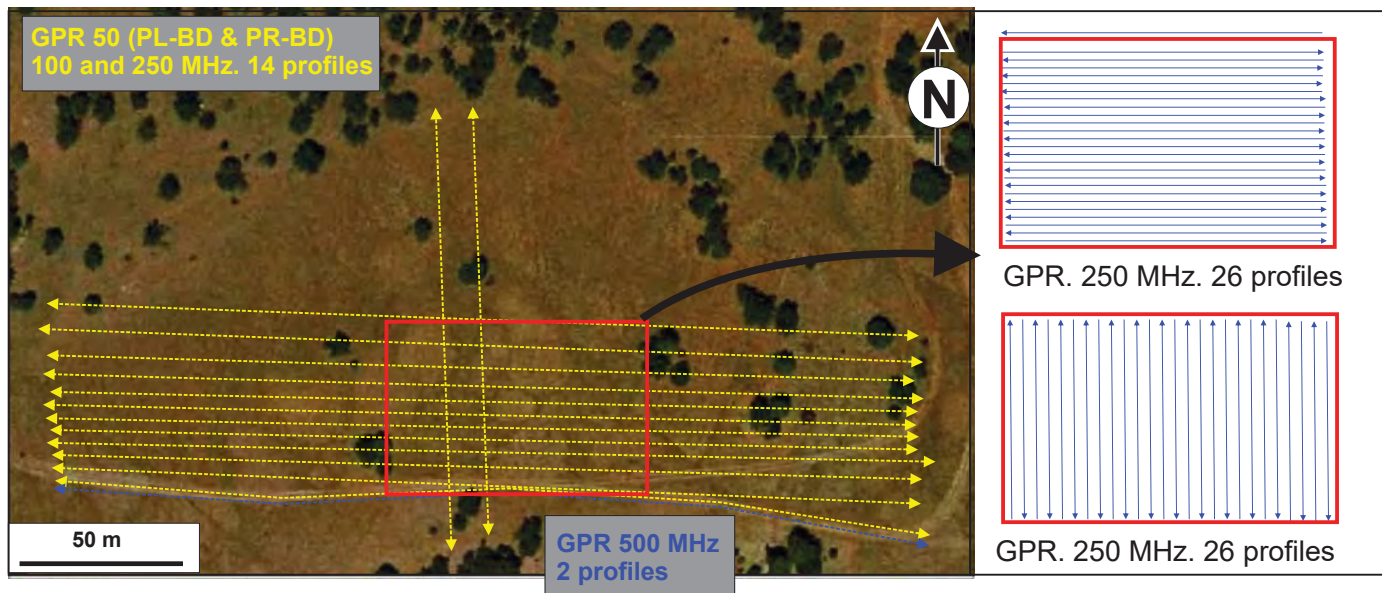 GPR 50 (PL-BD & PR-BD)
100 and 250 MHz. 14 profiles
N
50 m
GPR 500 MHz
2 profiles
GPR. 250 MHz. 26 profiles
GPR. 250 MHz. 26 profiles